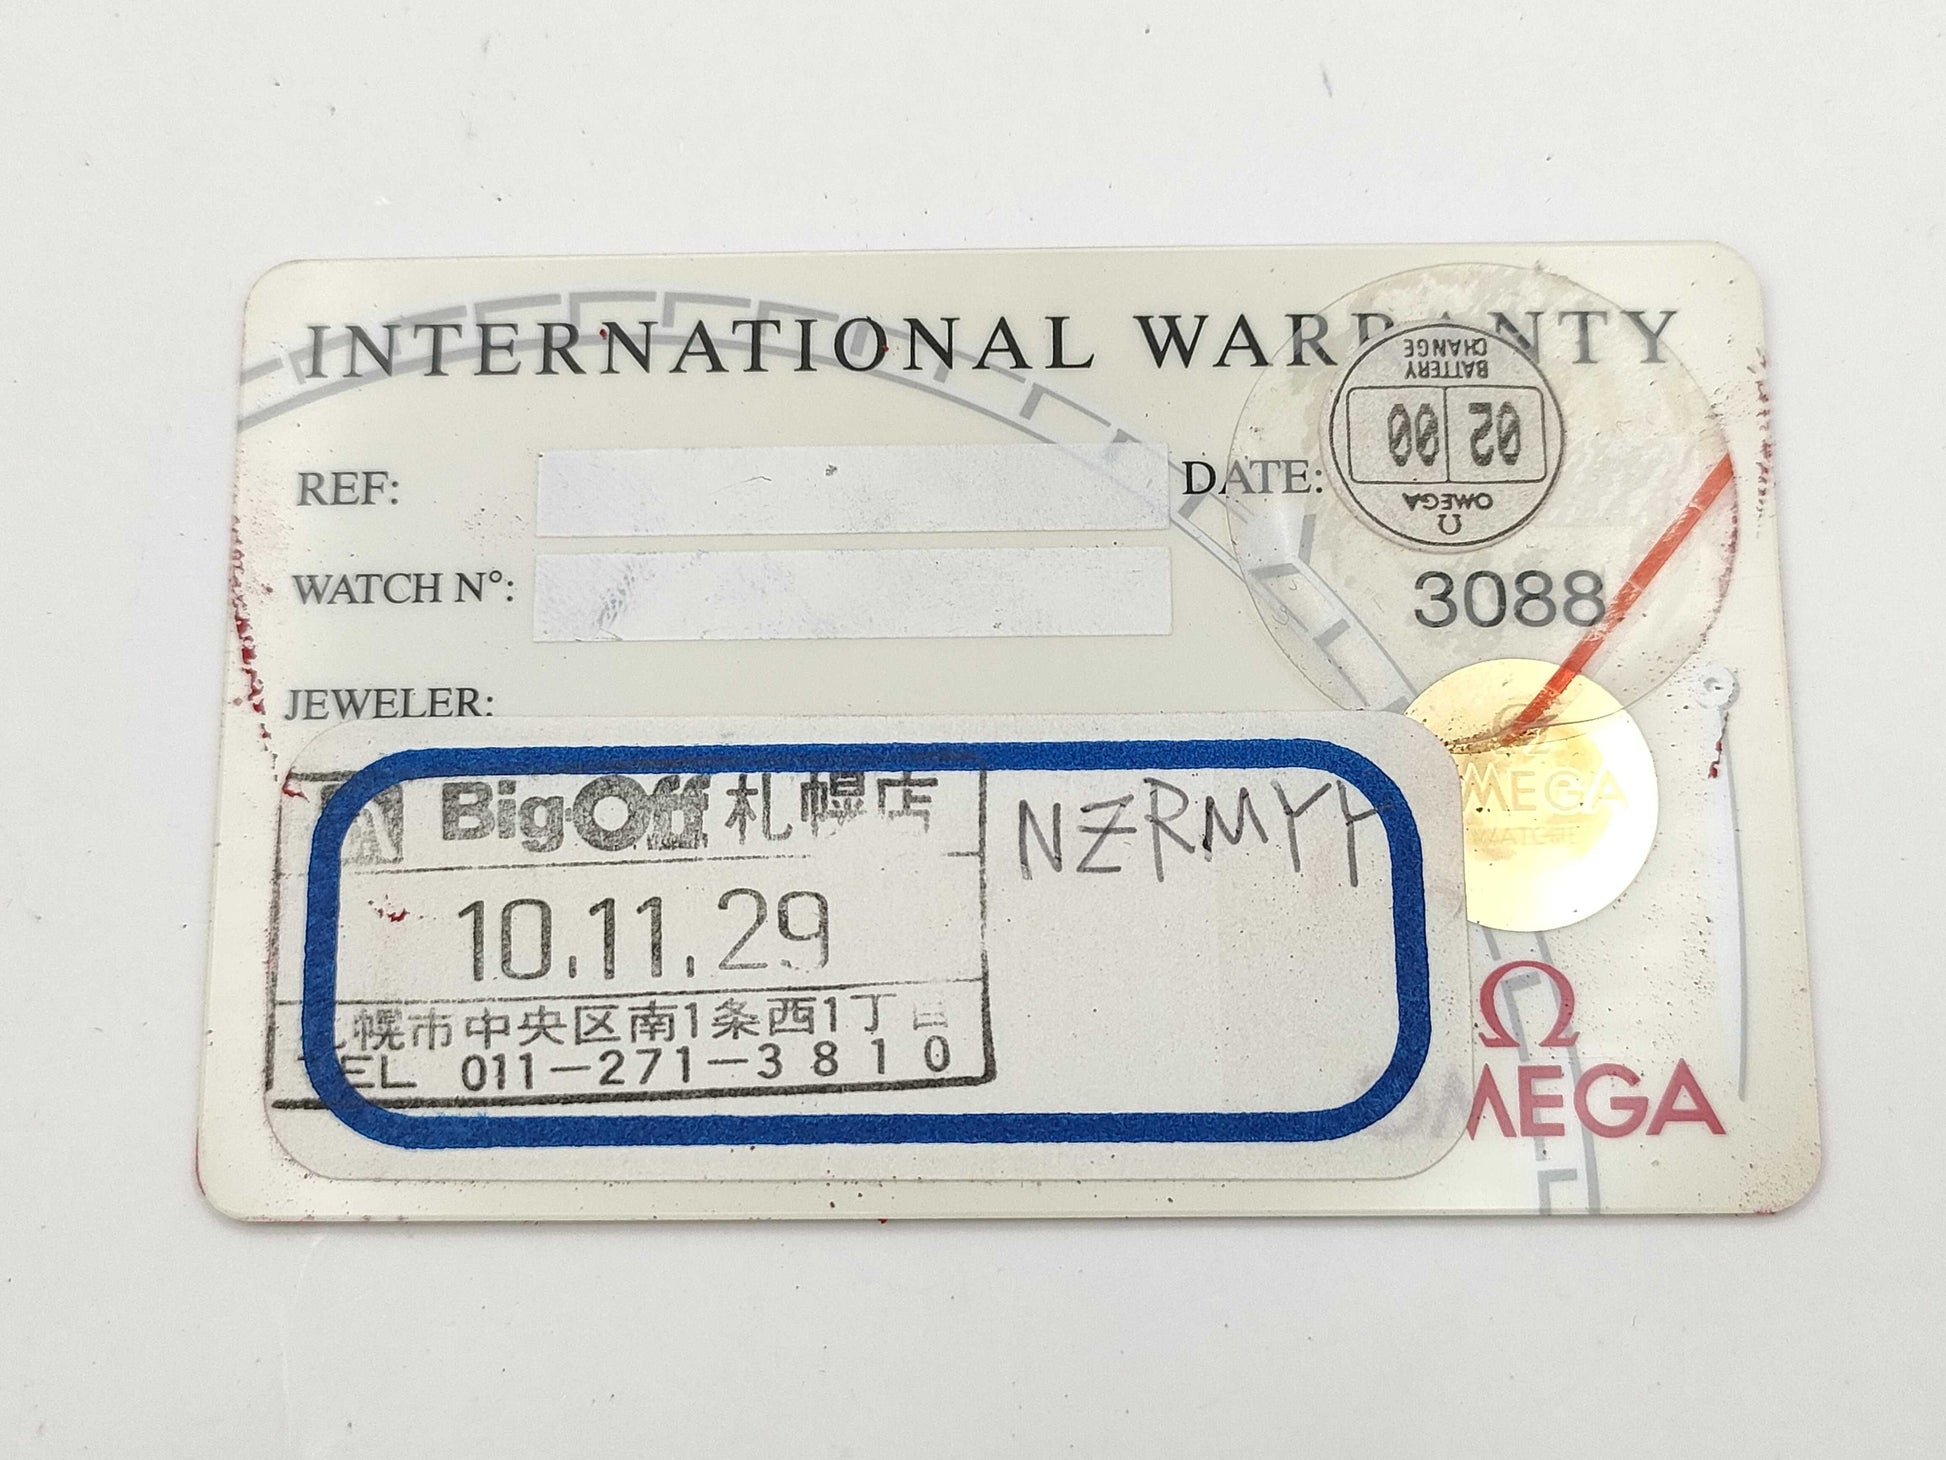 INTERNATIONAL WARRANTY
REF:
DATE:
BATTERY
CHANGE
02 00
Ω
OMEGA
WATCH N°:
3088
JEWELER:
BigOff 札幌店
NZRMYY
10.11.29
札幌市中央区南1条西1丁目
TEL 011-271-3810
OMEGA
Ω
OMEGA